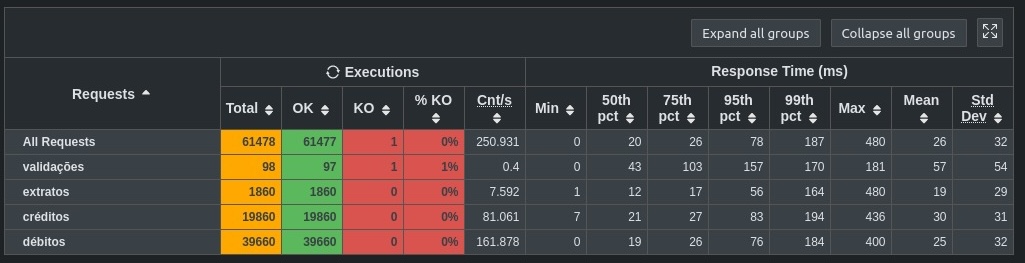 Expand all groups Collapse all groups
Requests Executions Response Time (ms)
Total OK KO % KO Cnt/s Min 50th pct 75th pct 95th pct 99th pct Max Mean Std Dev
All Requests 61478 61477 1 0% 250.931 0 20 26 78 187 480 26 32
validações 98 97 1 1% 0.4 0 43 103 157 170 181 57 54
extratos 1860 1860 0 0% 7.592 1 12 17 56 164 480 19 29
créditos 19860 19860 0 0% 81.061 7 21 27 83 194 436 30 31
débitos 39660 39660 0 0% 161.878 0 19 26 76 184 400 25 32